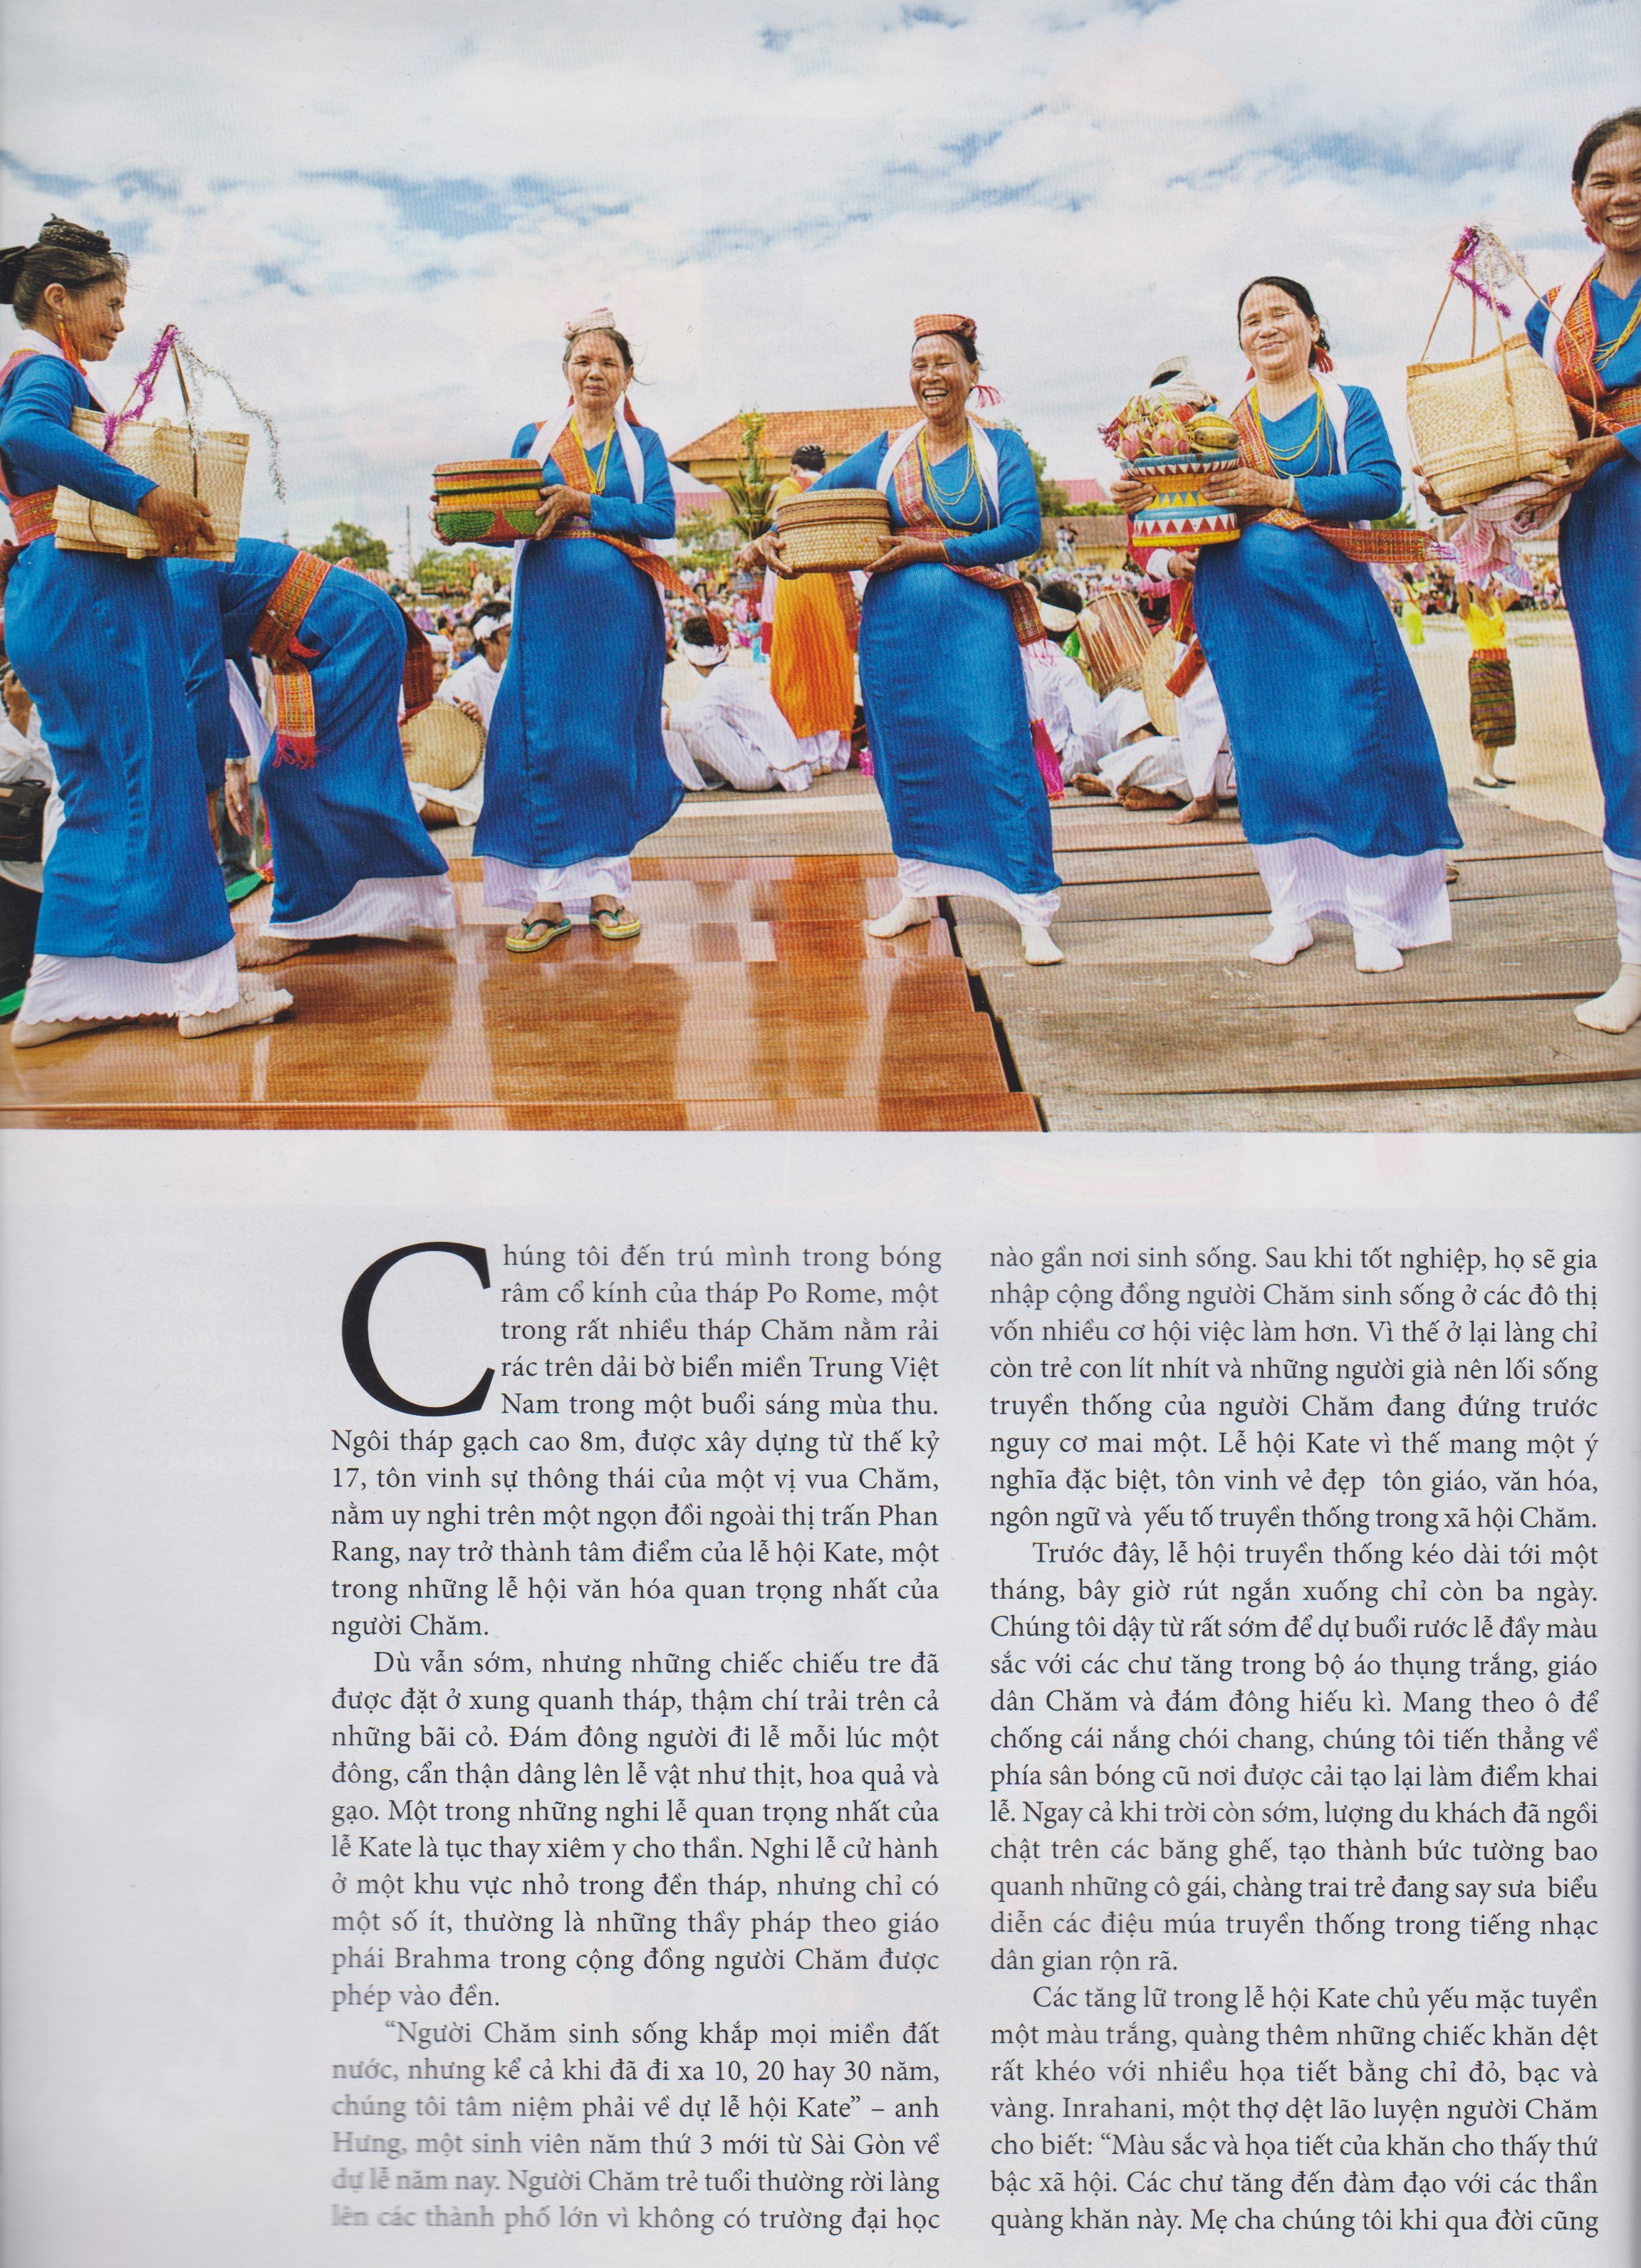 Chúng tôi đến trú mình trong bóng
râm cổ kính của tháp Po Rome, một
trong rất nhiều tháp Chăm nằm rải
rác trên dải bờ biển miền Trung Việt
Nam trong một buổi sáng mùa thu.
Ngôi tháp gạch cao 8m, được xây dựng từ thế kỷ
17, tôn vinh sự thông thái của một vị vua Chăm,
nằm uy nghi trên một ngọn đồi ngoài thị trấn Phan
Rang, nay trở thành tâm điểm của lễ hội Kate, một
trong những lễ hội văn hóa quan trọng nhất của
người Chăm.
Dù vẫn sớm, nhưng những chiếc chiếu tre đã
được đặt ở xung quanh tháp, thậm chí trải trên cả
những bãi cỏ. Đám đông người đi lễ mỗi lúc một
đông, cẩn thận dâng lên lễ vật như thịt, hoa quả và
gạo. Một trong những nghi lễ quan trọng nhất của
lễ Kate là tục thay xiêm y cho thần. Nghi lễ cử hành
ở một khu vực nhỏ trong đền tháp, nhưng chỉ có
một số ít, thường là những thầy pháp theo giáo
phái Brahma trong cộng đồng người Chăm được
phép vào đền.
“Người Chăm sinh sống khắp mọi miền đất
nước, nhưng kể cả khi đã đi xa 10, 20 hay 30 năm,
chúng tôi tâm niệm phải về dự lễ hội Kate” – anh
Hưng, một sinh viên năm thứ 3 mới từ Sài Gòn về
dự lễ năm nay. Người Chăm trẻ tuổi thường rời làng
lên các thành phố lớn vì không có trường đại học
nào gần nơi sinh sống. Sau khi tốt nghiệp, họ sẽ gia
nhập cộng đồng người Chăm sinh sống ở các đô thị
vốn nhiều cơ hội việc làm hơn. Vì thế ở lại làng chỉ
còn trẻ con lít nhít và những người già nên lối sống
truyền thống của người Chăm đang đứng trước
nguy cơ mai một. Lễ hội Kate vì thế mang một ý
nghĩa đặc biệt, tôn vinh vẻ đẹp tôn giáo, văn hóa,
ngôn ngữ và yếu tố truyền thống trong xã hội Chăm.
Trước đây, lễ hội truyền thống kéo dài tới một
tháng, bây giờ rút ngắn xuống chỉ còn ba ngày.
Chúng tôi dậy từ rất sớm để dự buổi rước lễ đầy màu
sắc với các chư tăng trong bộ áo thụng trắng, giáo
dân Chăm và đám đông hiếu kì. Mang theo ô để
chống cái nắng chói chang, chúng tôi tiến thẳng về
phía sân bóng cũ nơi được cải tạo lại làm điểm khai
lễ. Ngay cả khi trời còn sớm, lượng du khách đã ngồi
chật trên các băng ghế, tạo thành bức tường bao
quanh những cô gái, chàng trai trẻ đang say sưa biểu
diễn các điệu múa truyền thống trong tiếng nhạc
dân gian rộn rã.
Các tăng lữ trong lễ hội Kate chủ yếu mặc tuyền
một màu trắng, quàng thêm những chiếc khăn dệt
rất khéo với nhiều họa tiết bằng chỉ đỏ, bạc và
vàng. Inrahani, một thợ dệt lão luyện người Chăm
cho biết: “Màu sắc và họa tiết của khăn cho thấy thứ
bậc xã hội. Các chư tăng đến đàm đạo với các thần
quàng khăn này. Mẹ cha chúng tôi khi qua đời cũng